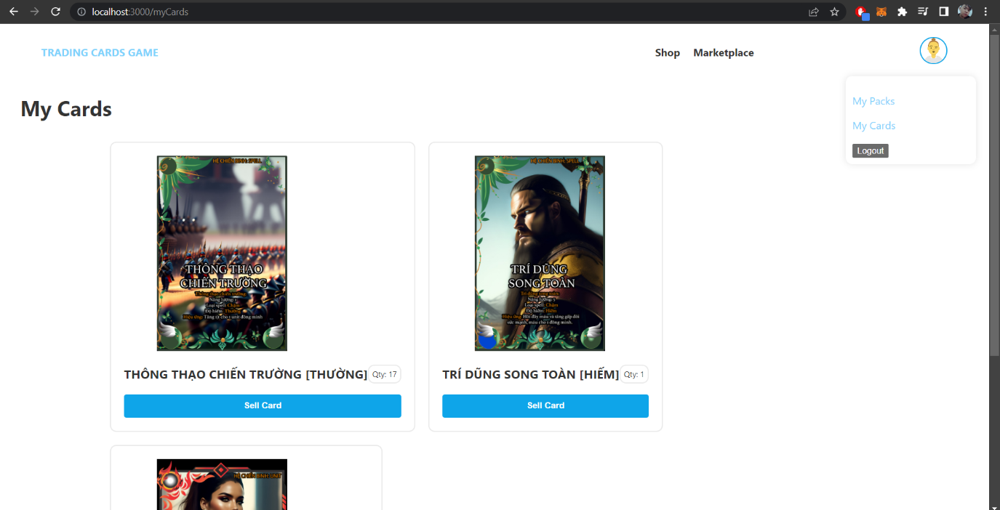 localhost:3000/myCards
TRADING CARDS GAME
Shop
Marketplace
My Packs
My Cards
Logout
My Cards
HỆ CHIẾN BINH: SPELL
THÔNG THẠO
CHIẾN TRƯỜNG
Thông thạo chiến trường
Năng lượng: 1
Loại spell: Chậm
Độ hiếm: Thường
Hiệu ứng: Tăng tử cho 1 unit đồng minh
THÔNG THẠO CHIẾN TRƯỜNG [THƯỜNG]
Qty: 17
Sell Card
HỆ CHIẾN BINH: SPELL
TRÍ DŨNG
SONG TOÀN
Trí dũng song toàn
Loại spell: Chậm
Độ hiếm: Hiếm
Hiệu ứng: Hồi đầy máu và tăng gấp đôi
sức mạnh, máu cho 1 đồng minh.
TRÍ DŨNG SONG TOÀN [HIẾM]
Qty: 1
Sell Card
HỆ CHIẾN BINH: UNIT